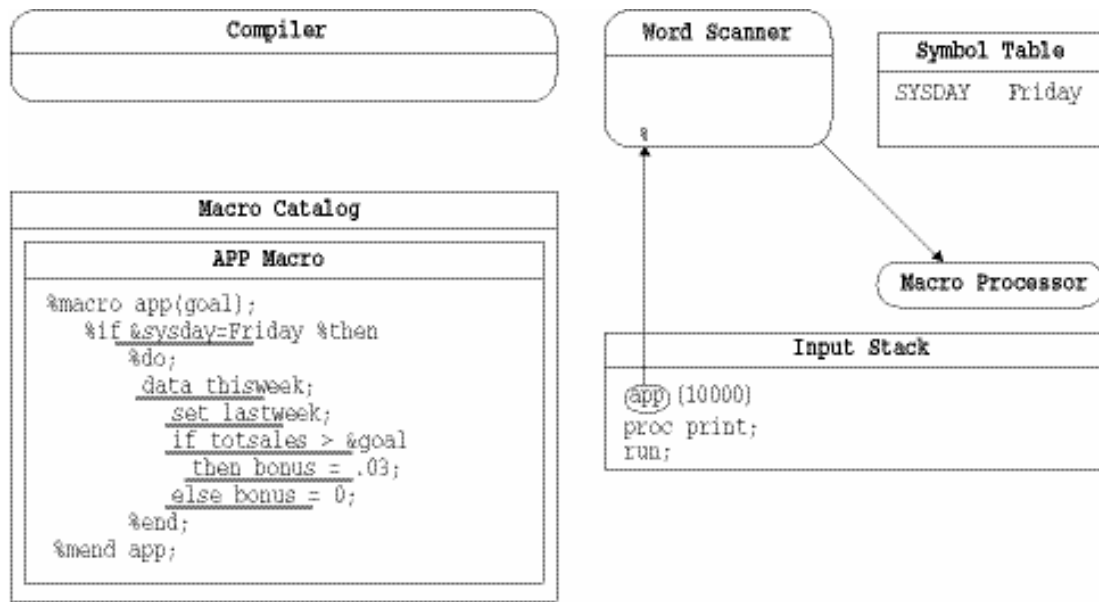 Compiler
Word Scanner
%
Symbol Table
SYSDAY Friday
Macro Catalog
APP Macro
%macro app(goal);
%if &sysday=Friday %then
%do;
data thisweek;
set lastweek;
if totsales > &goal
then bonus = .03;
else bonus = 0;
%end;
%mend app;
Macro Processor
Input Stack
app (10000)
proc print;
run;